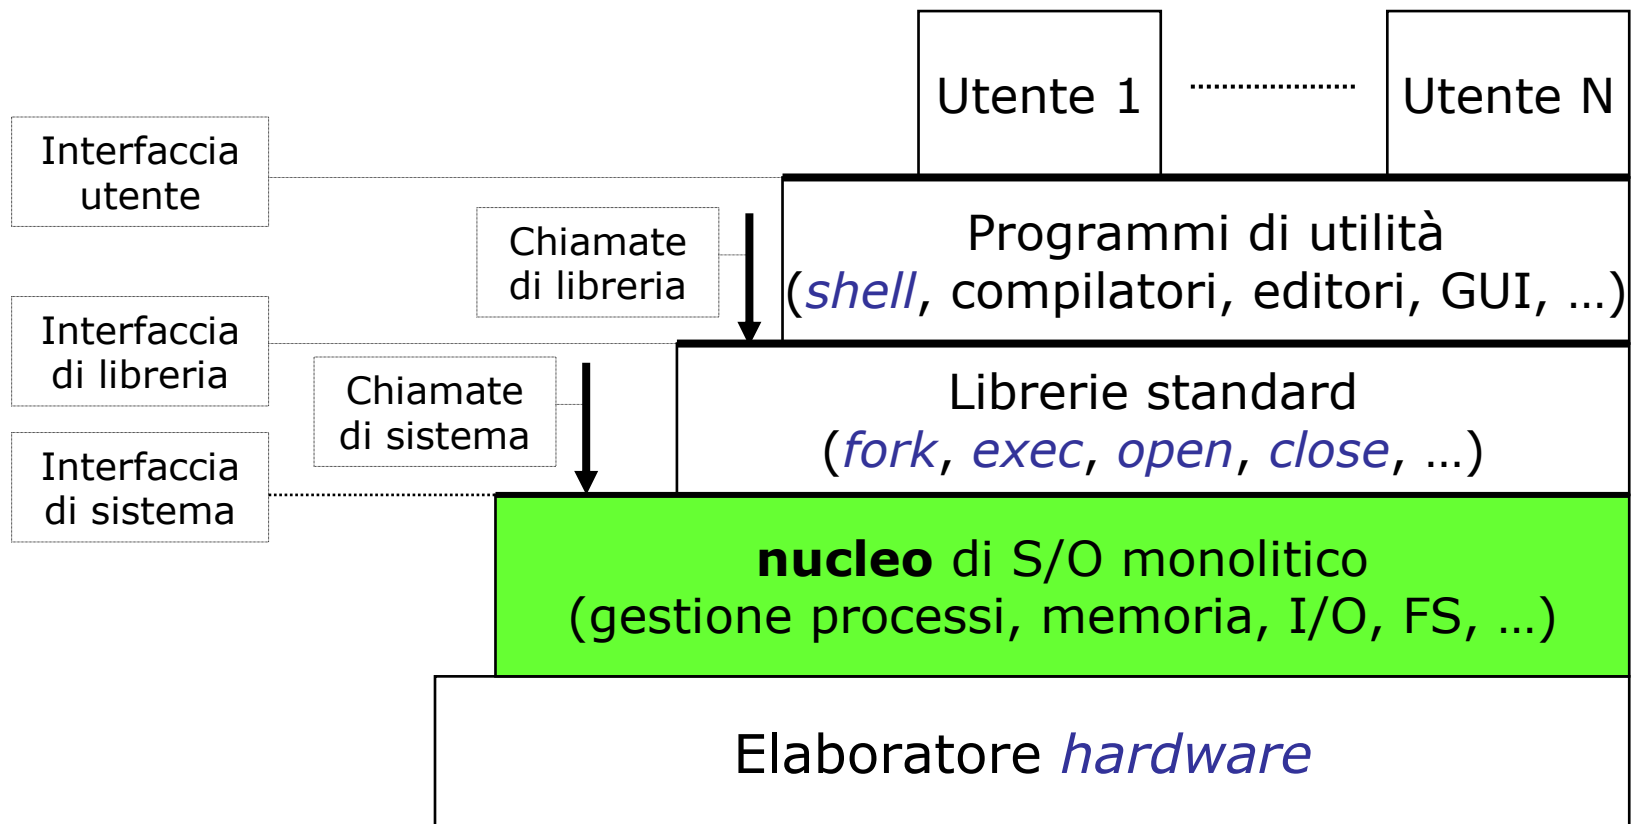 Utente 1
Utente N
Interfaccia
utente
Chiamate
di libreria
Programmi di utilità
(shell, compilatori, editori, GUI, …)
Interfaccia
di libreria
Chiamate
di sistema
Librerie standard
(fork, exec, open, close, …)
Interfaccia
di sistema
nucleo di S/O monolitico
(gestione processi, memoria, I/O, FS, …)
Elaboratore hardware